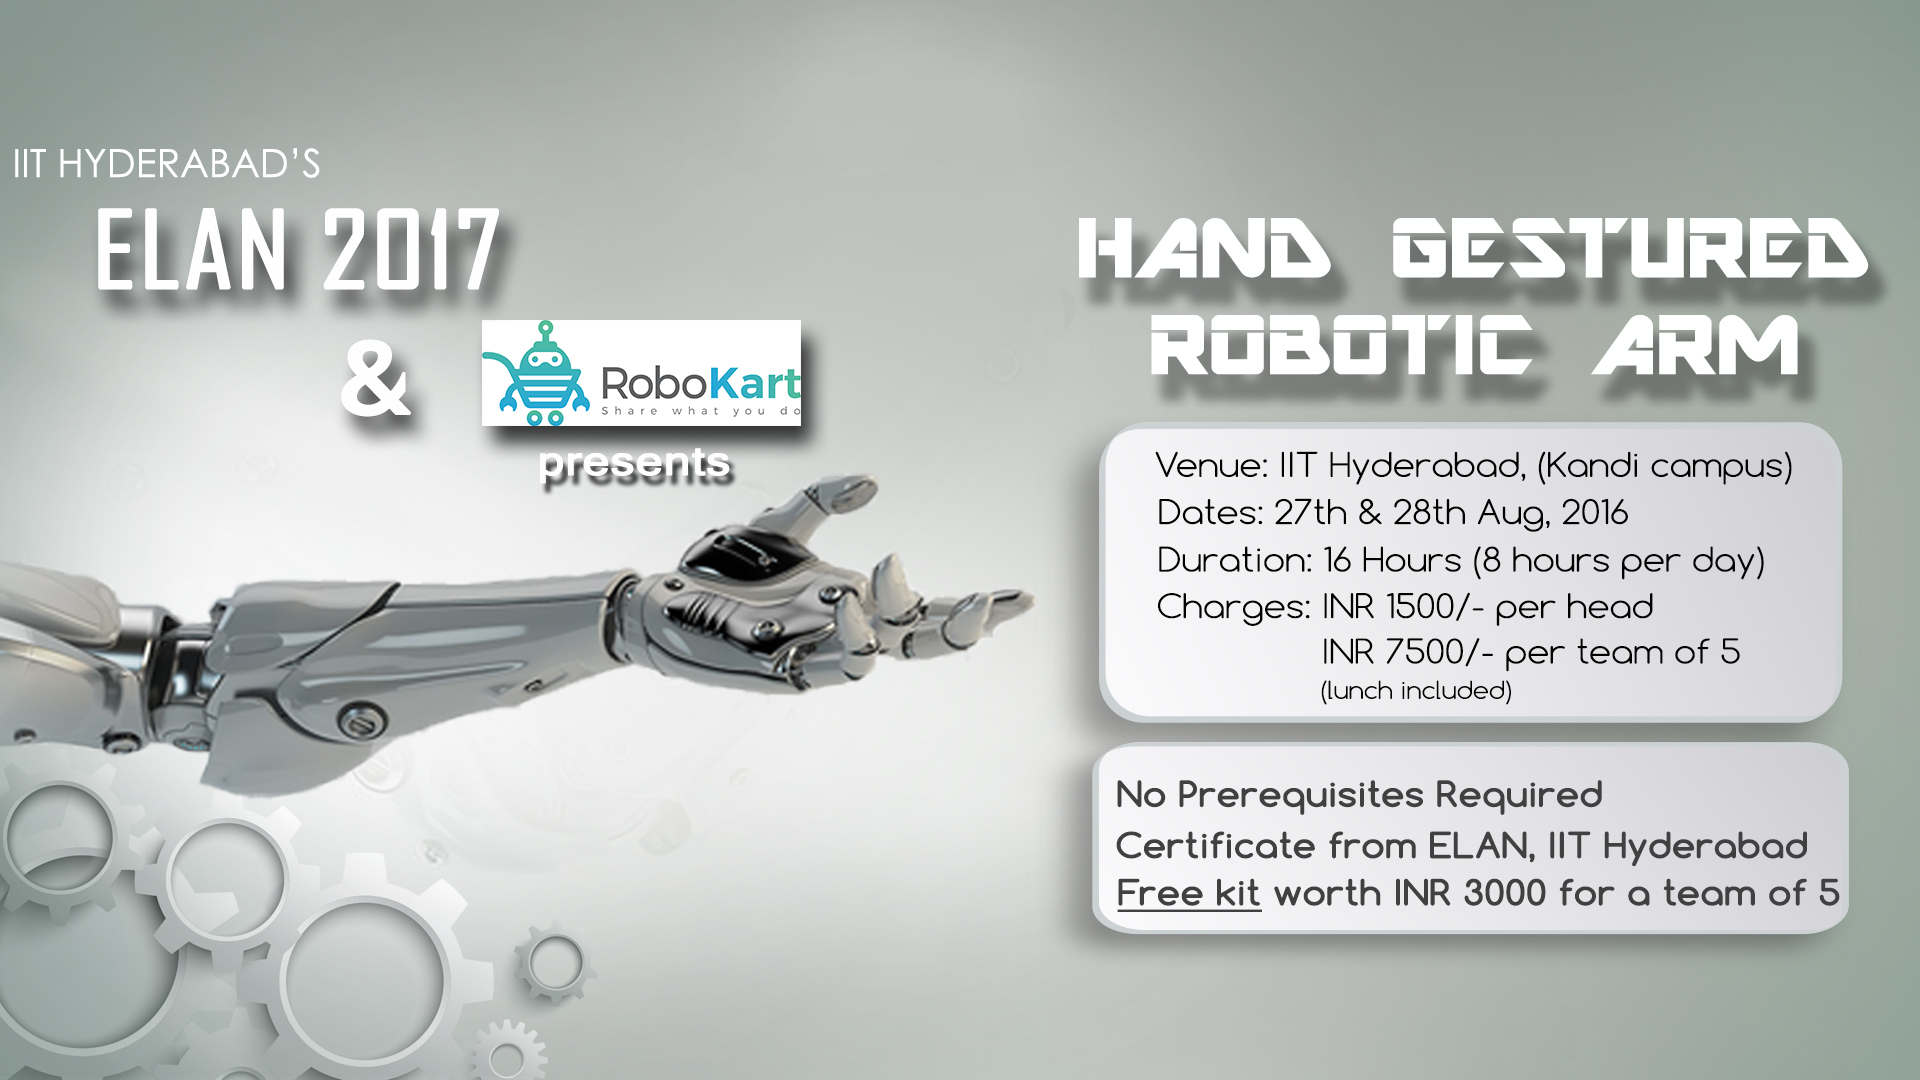 IIT HYDERABAD'S
ELAN 2017
&
RoboKart
Share what you do
presents
HAND GESTURED
ROBOTIC ARM
Venue: IIT Hyderabad, (Kandi campus)
Dates: 27th & 28th Aug, 2016
Duration: 16 Hours (8 hours per day)
Charges: INR 1500/- per head
INR 7500/- per team of 5
(lunch included)
No Prerequisites Required
Certificate from ELAN, IIT Hyderabad
Free kit worth INR 3000 for a team of 5